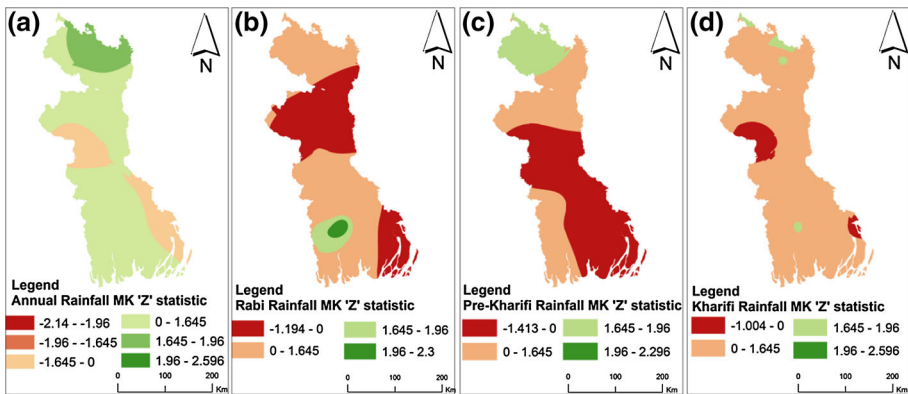 (a)
N
Legend
Annual Rainfall MK 'Z' statistic
-2.14 - -1.96
-1.96 - -1.645
-1.645 - 0
0 - 1.645
1.645 - 1.96
1.96 - 2.596
0 100 200
Km
(b)
N
Legend
Rabi Rainfall MK 'Z' statistic
-1.194 - 0
0 - 1.645
1.645 - 1.96
1.96 - 2.3
0 100 200
Km
(c)
N
Legend
Pre-Kharifi Rainfall MK 'Z' statistic
-1.413 - 0
0 - 1.645
1.645 - 1.96
1.96 - 2.296
0 100 200
Km
(d)
N
Legend
Kharifi Rainfall MK 'Z' statistic
-1.004 - 0
0 - 1.645
1.645 - 1.96
1.96 - 2.596
0 100 200
Km